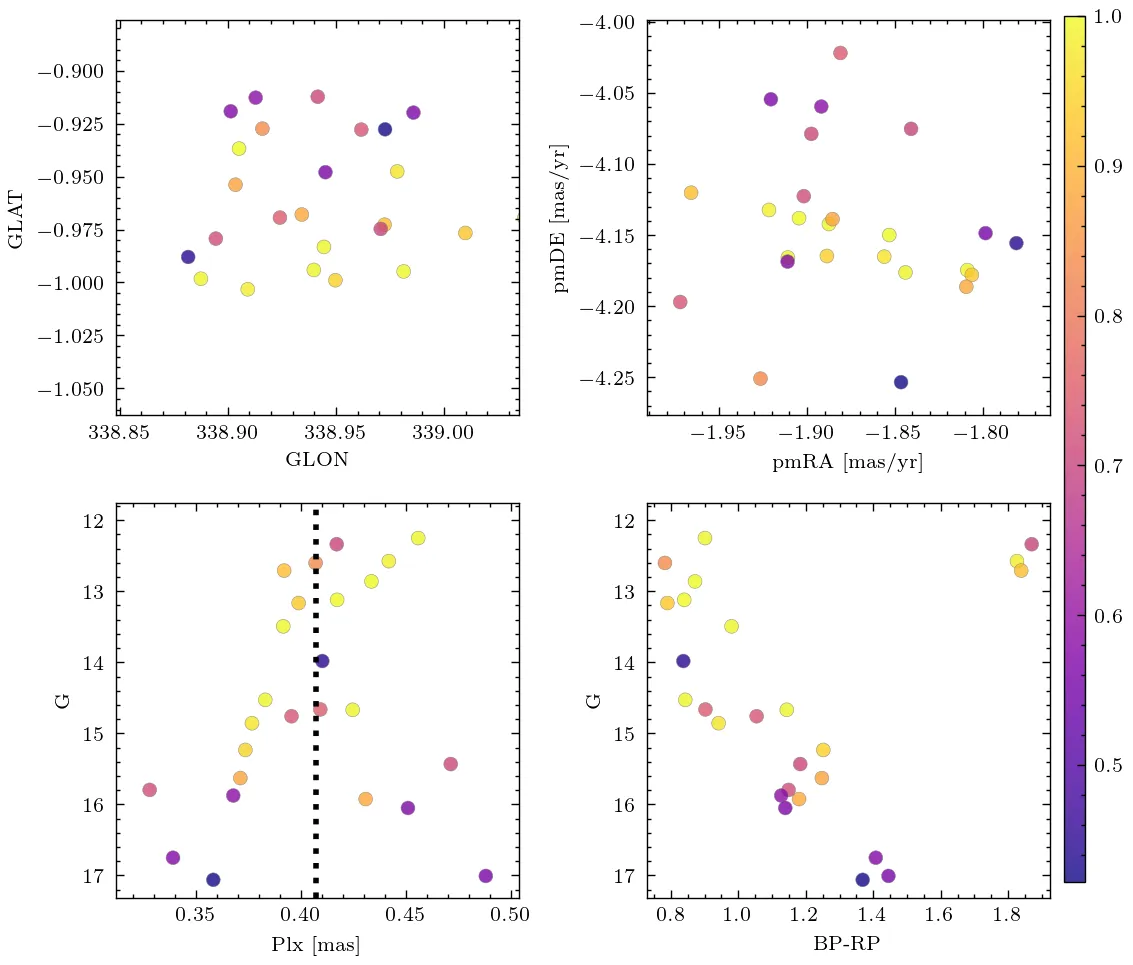 −0.900
−0.925
−0.950
−0.975
−1.000
−1.025
−1.050
GLAT
338.85 338.90 338.95 339.00
GLON
−4.00
−4.05
−4.10
−4.15
−4.20
−4.25
pmDE [mas/yr]
−1.95 −1.90 −1.85 −1.80
pmRA [mas/yr]
1.0
0.9
0.8
0.7
0.6
0.5
12
13
14
15
16
17
G
0.35 0.40 0.45 0.50
Plx [mas]
12
13
14
15
16
17
G
0.8 1.0 1.2 1.4 1.6 1.8
BP-RP